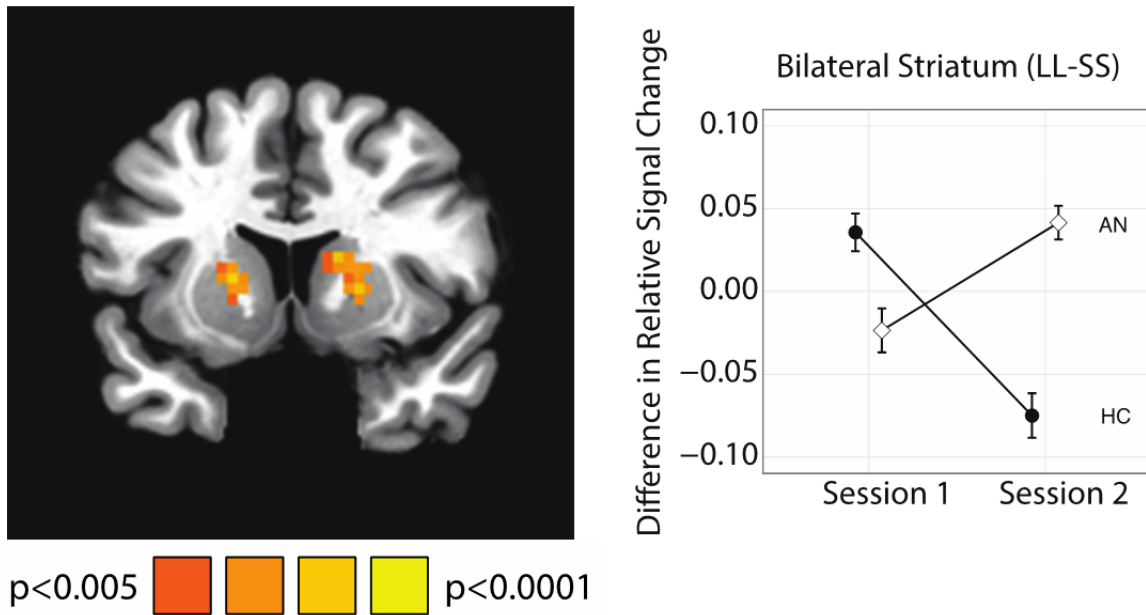 Bilateral Striatum (LL-SS)
Difference in Relative Signal Change
0.10
0.05
0.00
−0.05
−0.10
AN
HC
Session 1 Session 2
p<0.005 p<0.0001